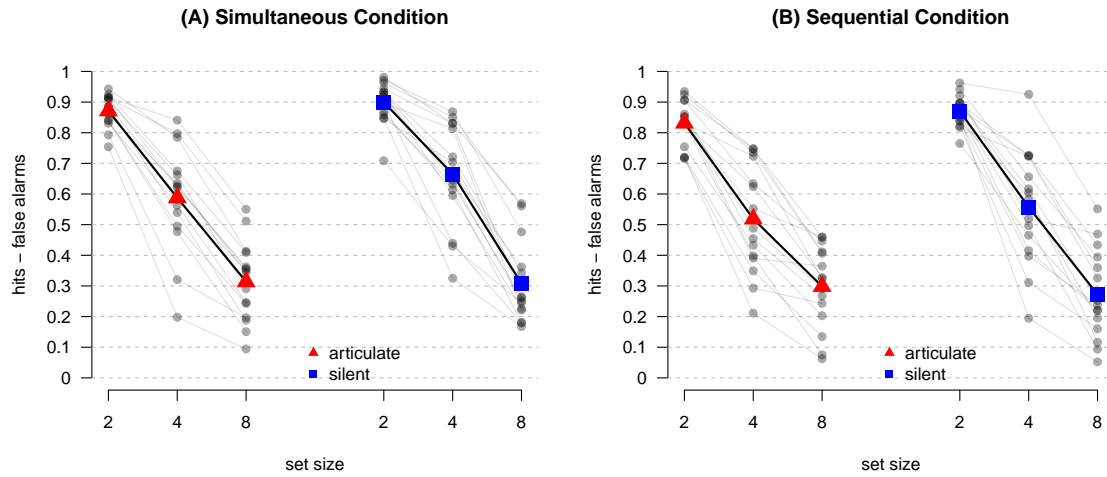 (A) Simultaneous Condition
hits − false alarms
1
0.9
0.8
0.7
0.6
0.5
0.4
0.3
0.2
0.1
0
articulate
silent
2 4 8 2 4 8
set size
(B) Sequential Condition
hits − false alarms
1
0.9
0.8
0.7
0.6
0.5
0.4
0.3
0.2
0.1
0
articulate
silent
2 4 8 2 4 8
set size